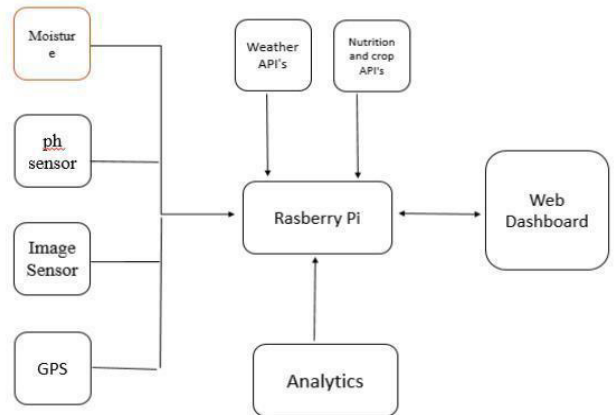 Moistur
e
ph
sensor
Image
Sensor
GPS
Weather
API's
Nutrition
and crop
API's
Rasberry Pi
Analytics
Web
Dashboard